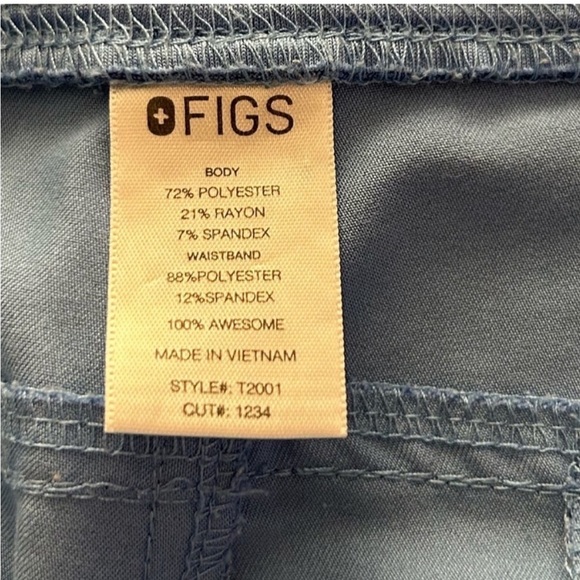 FIGS
BODY
72% POLYESTER
21% RAYON
7% SPANDEX
WAISTBAND
88%POLYESTER
12%SPANDEX
100% AWESOME
MADE IN VIETNAM
STYLE#: T2001
CUT#: 1234